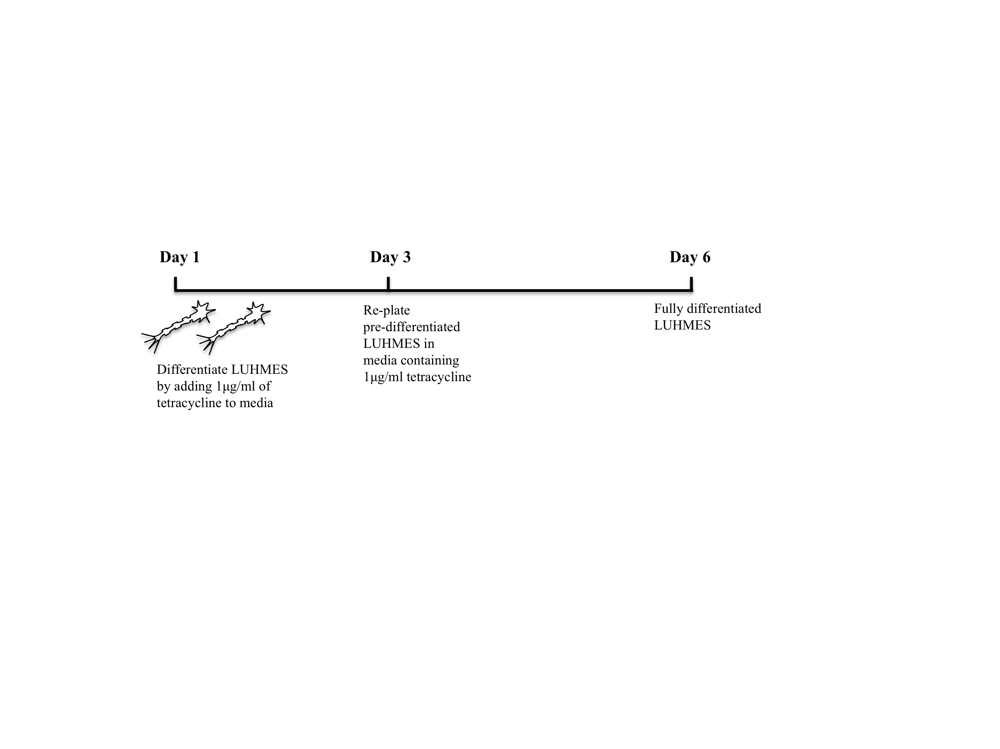 Day 1
Day 3
Day 6
Differentiate LUHMES
by adding 1μg/ml of
tetracycline to media
Re-plate
pre-differentiated
LUHMES in
media containing
1μg/ml tetracycline
Fully differentiated
LUHMES